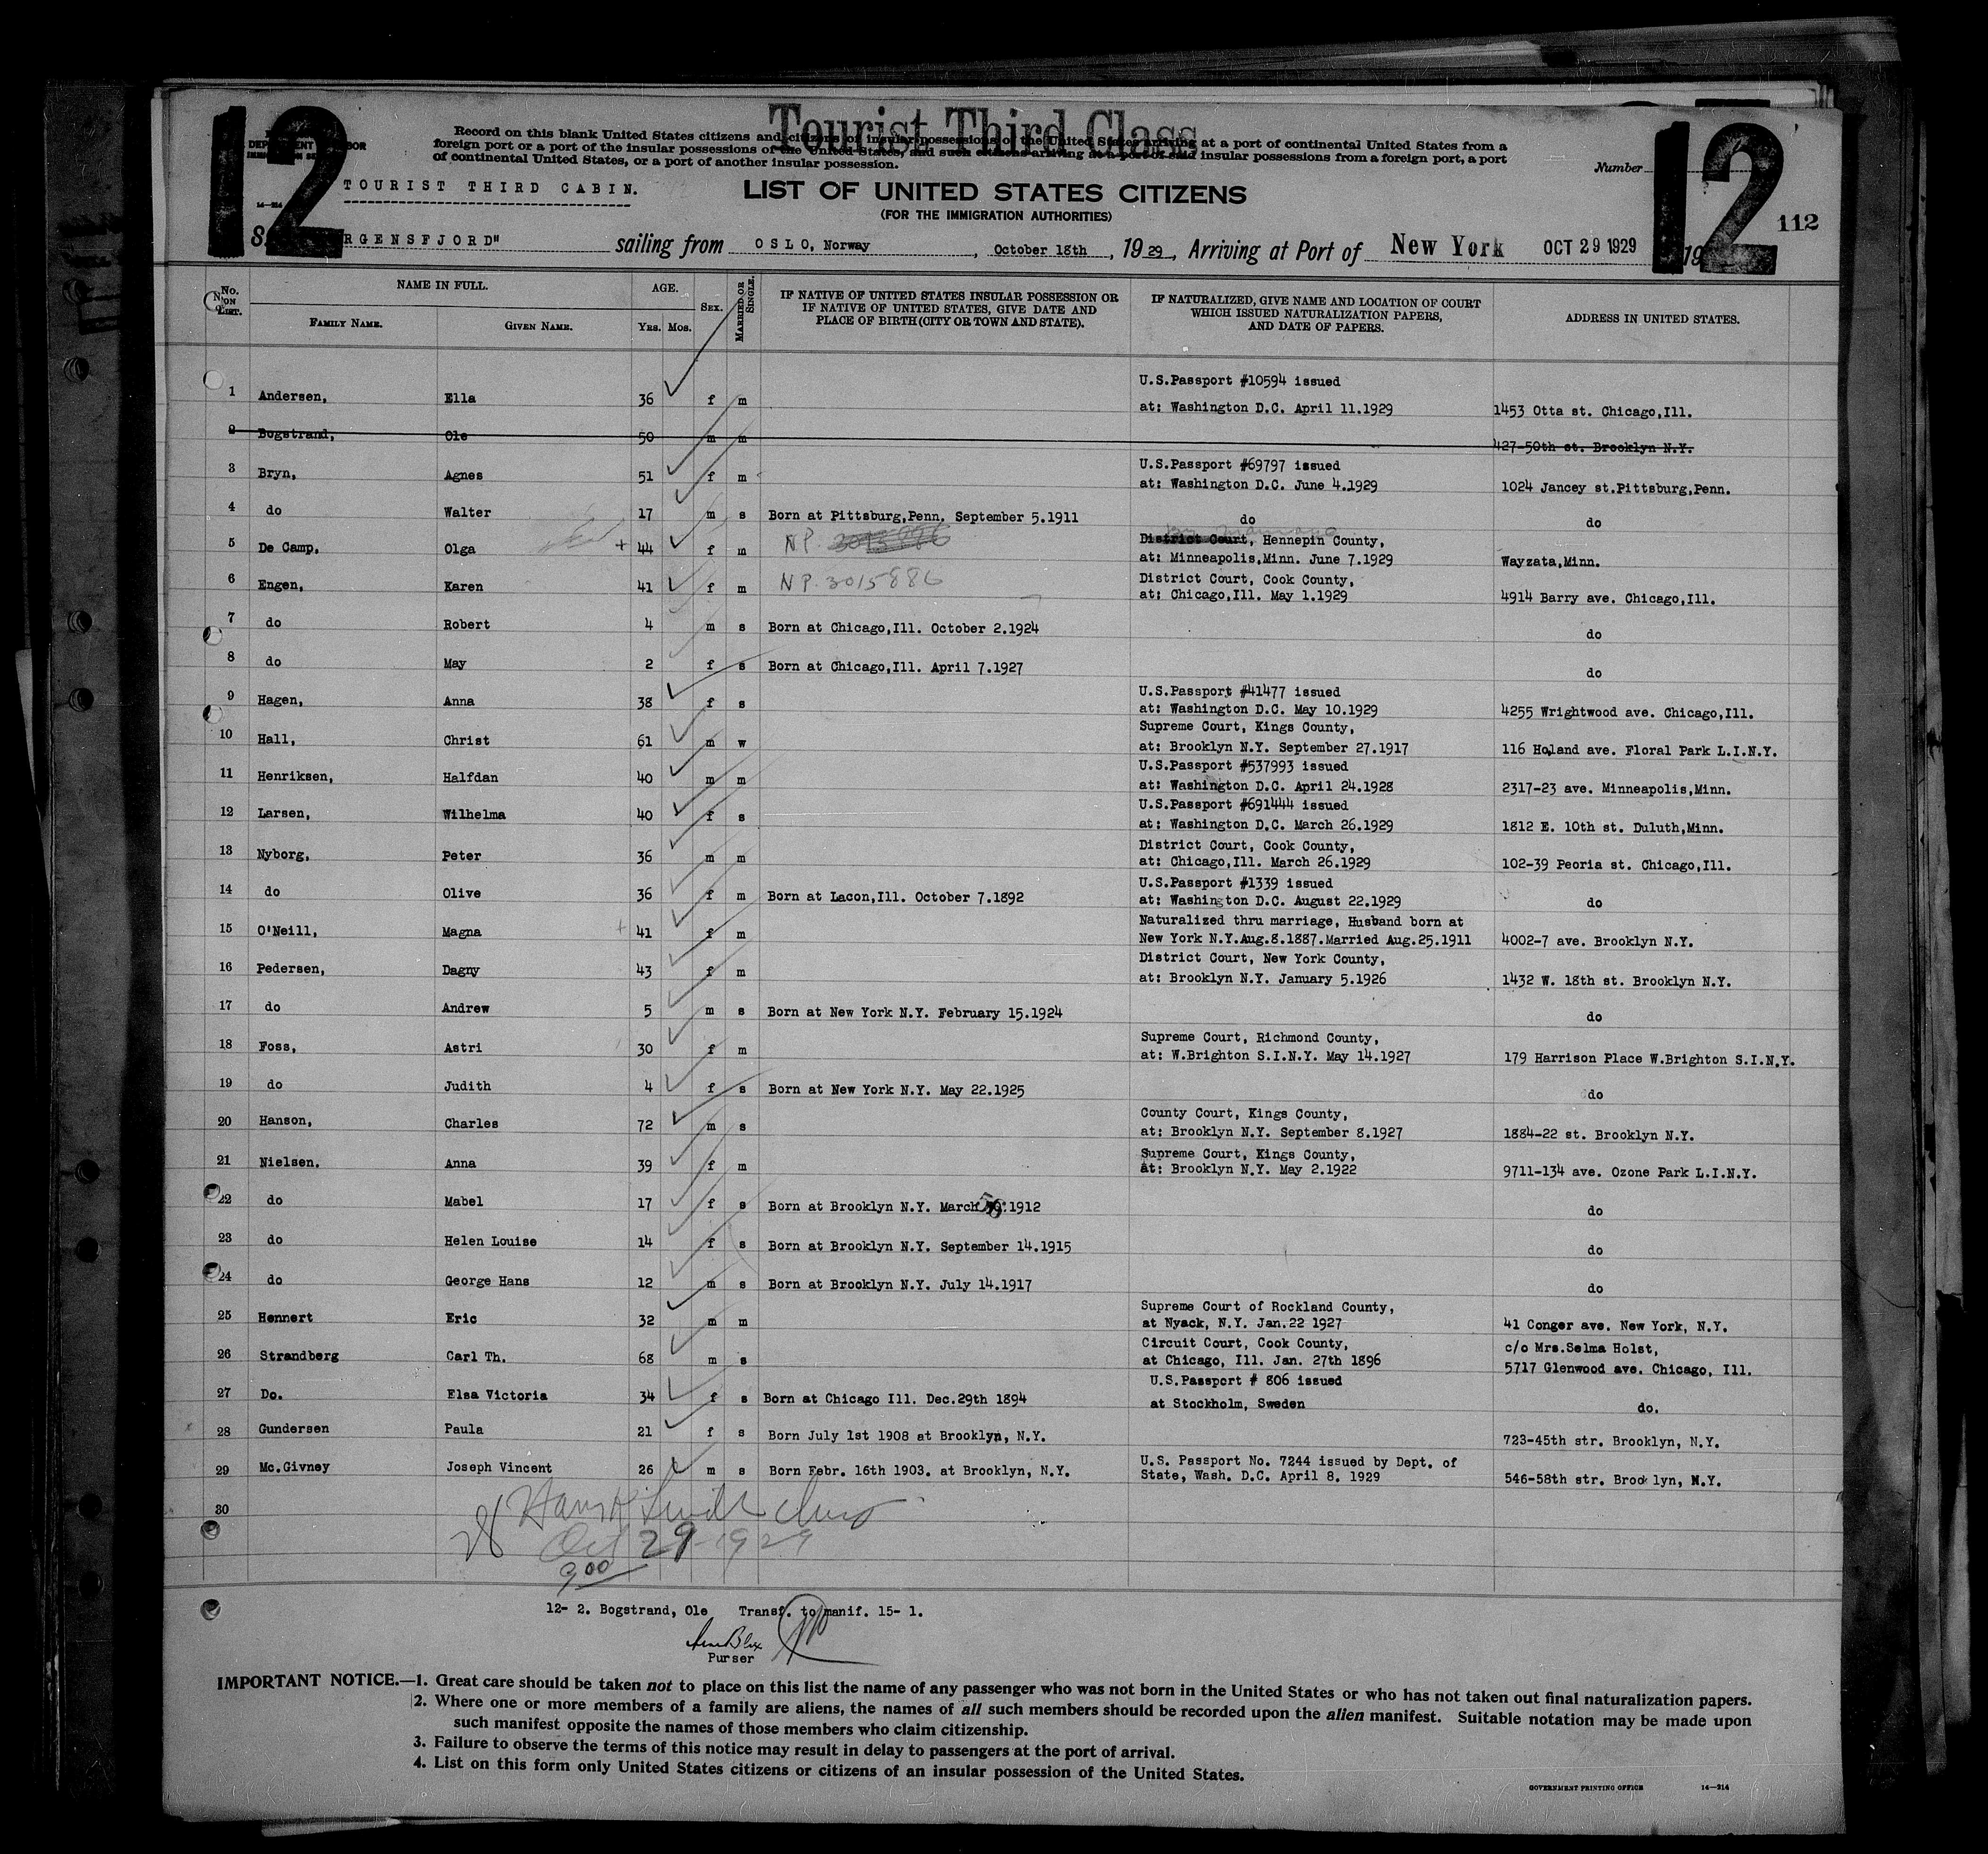 12
Tourist Third Class
12
Record on this blank United States citizens and citizens of insular possessions of the United States arriving at a port of continental United States from a
foreign port or a port of the insular possessions of the United States, and such citizens arriving at a port of said insular possessions from a foreign port, a port
of continental United States, or a port of another insular possession.
Number
TOURIST THIRD CABIN.
LIST OF UNITED STATES CITIZENS
(FOR THE IMMIGRATION AUTHORITIES)
112
RGENSFJORD" sailing from OSLO, Norway, October 18th, 1929, Arriving at Port of New York OCT 29 1929 19
No. ON LIST. NAME IN FULL. AGE. SEX. MARRIED OR SINGLE. IF NATIVE OF UNITED STATES INSULAR POSSESSION OR IF NATIVE OF UNITED STATES, GIVE DATE AND PLACE OF BIRTH (CITY OR TOWN AND STATE). IF NATURALIZED, GIVE NAME AND LOCATION OF COURT WHICH ISSUED NATURALIZATION PAPERS, AND DATE OF PAPERS. ADDRESS IN UNITED STATES.
FAMILY NAME. GIVEN NAME. YRS. MOS.
1 Andersen, Ella 36 f m U.S.Passport #10594 issued at: Washington D.C. April 11.1929 1453 Otta st. Chicago,Ill.
2 Bogstrand, Ole 50 m m 427-50th st. Brooklyn N.Y.
3 Bryn, Agnes 51 f m U.S.Passport #69797 issued at: Washington D.C. June 4.1929 1024 Jancey st.Pittsburg,Penn.
4 do Walter 17 m s Born at Pittsburg,Penn. September 5.1911 do do
5 De Camp, Olga + 44 f m NP. District Court, Hennepin County, at: Minneapolis,Minn. June 7.1929 Wayzata,Minn.
6 Engen, Karen 41 f m NP. 3015886 District Court, Cook County, at: Chicago,Ill. May 1.1929 4914 Barry ave. Chicago,Ill.
7 do Robert 4 m s Born at Chicago,Ill. October 2.1924 do
8 do May 2 f s Born at Chicago,Ill. April 7.1927 do
9 Hagen, Anna 38 f s U.S.Passport #41477 issued at: Washington D.C. May 10.1929 4255 Wrightwood ave. Chicago,Ill.
10 Hall, Christ 61 m w Supreme Court, Kings County, at: Brooklyn N.Y. September 27.1917 116 Holand ave. Floral Park L.I.N.Y.
11 Henriksen, Halfdan 40 m m U.S.Passport #537993 issued at: Washington D.C. April 24.1928 2317-23 ave. Minneapolis,Minn.
12 Larsen, Wilhelma 40 f s U.S.Passport #691444 issued at: Washington D.C. March 26.1929 1812 E. 10th st. Duluth,Minn.
13 Nyborg, Peter 36 m m District Court, Cook County, at: Chicago,Ill. March 26.1929 102-39 Peoria st. Chicago,Ill.
14 do Olive 36 f m Born at Lacon,Ill. October 7.1892 U.S.Passport #1339 issued at: Washington D.C. August 22.1929 do
15 O'Neill, Magna + 41 f m Naturalized thru marriage, Husband born at New York N.Y.Aug.8.1887.Married Aug.25.1911 4002-7 ave. Brooklyn N.Y.
16 Pedersen, Dagny 43 f m District Court, New York County, at: Brooklyn N.Y. January 5.1926 1432 W. 18th st. Brooklyn N.Y.
17 do Andrew 5 m s Born at New York N.Y. February 15.1924 do
18 Foss, Astri 30 f m Supreme Court, Richmond County, at: W.Brighton S.I.N.Y. May 14.1927 179 Harrison Place W.Brighton S.I.N.Y.
19 do Judith 4 f s Born at New York N.Y. May 22.1925 do
20 Hanson, Charles 72 m s County Court, Kings County, at: Brooklyn N.Y. September 8.1927 1884-22 st. Brooklyn N.Y.
21 Nielsen. Anna 39 f m Supreme Court, Kings County, at: Brooklyn N.Y. May 2.1922 9711-134 ave. Ozone Park L.I.N.Y.
22 do Mabel 17 f s Born at Brooklyn N.Y. March 1912 do
23 do Helen Louise 14 f s Born at Brooklyn N.Y. September 14.1915 do
24 do George Hans 12 m s Born at Brooklyn N.Y. July 14.1917 do
25 Hennert Eric 32 m m Supreme Court of Rockland County, at Nyack, N.Y. Jan.22 1927 41 Conger ave. New York, N.Y.
26 Strandberg Carl Th. 68 m s Circuit Court, Cook County, at Chicago, Ill. Jan. 27th 1896 c/o Mrs.Selma Holst, 5717 Glenwood ave. Chicago, Ill.
27 Do. Elsa Victoria 34 f s Born at Chicago Ill. Dec.29th 1894 U.S.Passport # 806 issued at Stockholm, Sweden do.
28 Gundersen Paula 21 f s Born July 1st 1908 at Brooklyn, N.Y. 723-45th str. Brooklyn, N.Y.
29 Mc.Givney Joseph Vincent 26 m s Born Febr. 16th 1903. at Brooklyn, N.Y. U.S. Passport No. 7244 issued by Dept. of State, Wash. D.C. April 8. 1929 546-58th str. Brooklyn, N.Y.
30
28 Oct 29-1929
9.00
12- 2. Bogstrand, Ole Transf. to manif. 15- 1.
Purser
IMPORTANT NOTICE.—1. Great care should be taken not to place on this list the name of any passenger who was not born in the United States or who has not taken out final naturalization papers.
2. Where one or more members of a family are aliens, the names of all such members should be recorded upon the alien manifest. Suitable notation may be made upon
such manifest opposite the names of those members who claim citizenship.
3. Failure to observe the terms of this notice may result in delay to passengers at the port of arrival.
4. List on this form only United States citizens or citizens of an insular possession of the United States.
GOVERNMENT PRINTING OFFICE 14—214